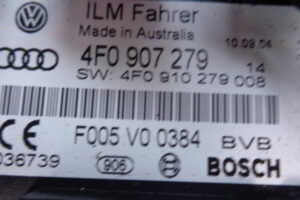 ILM Fahrer
Made in Australia 10.09.04
4F0 907 279 14
SW: 4F0 910 279 008
F005 V0 0384 BVB
036739 906 BOSCH